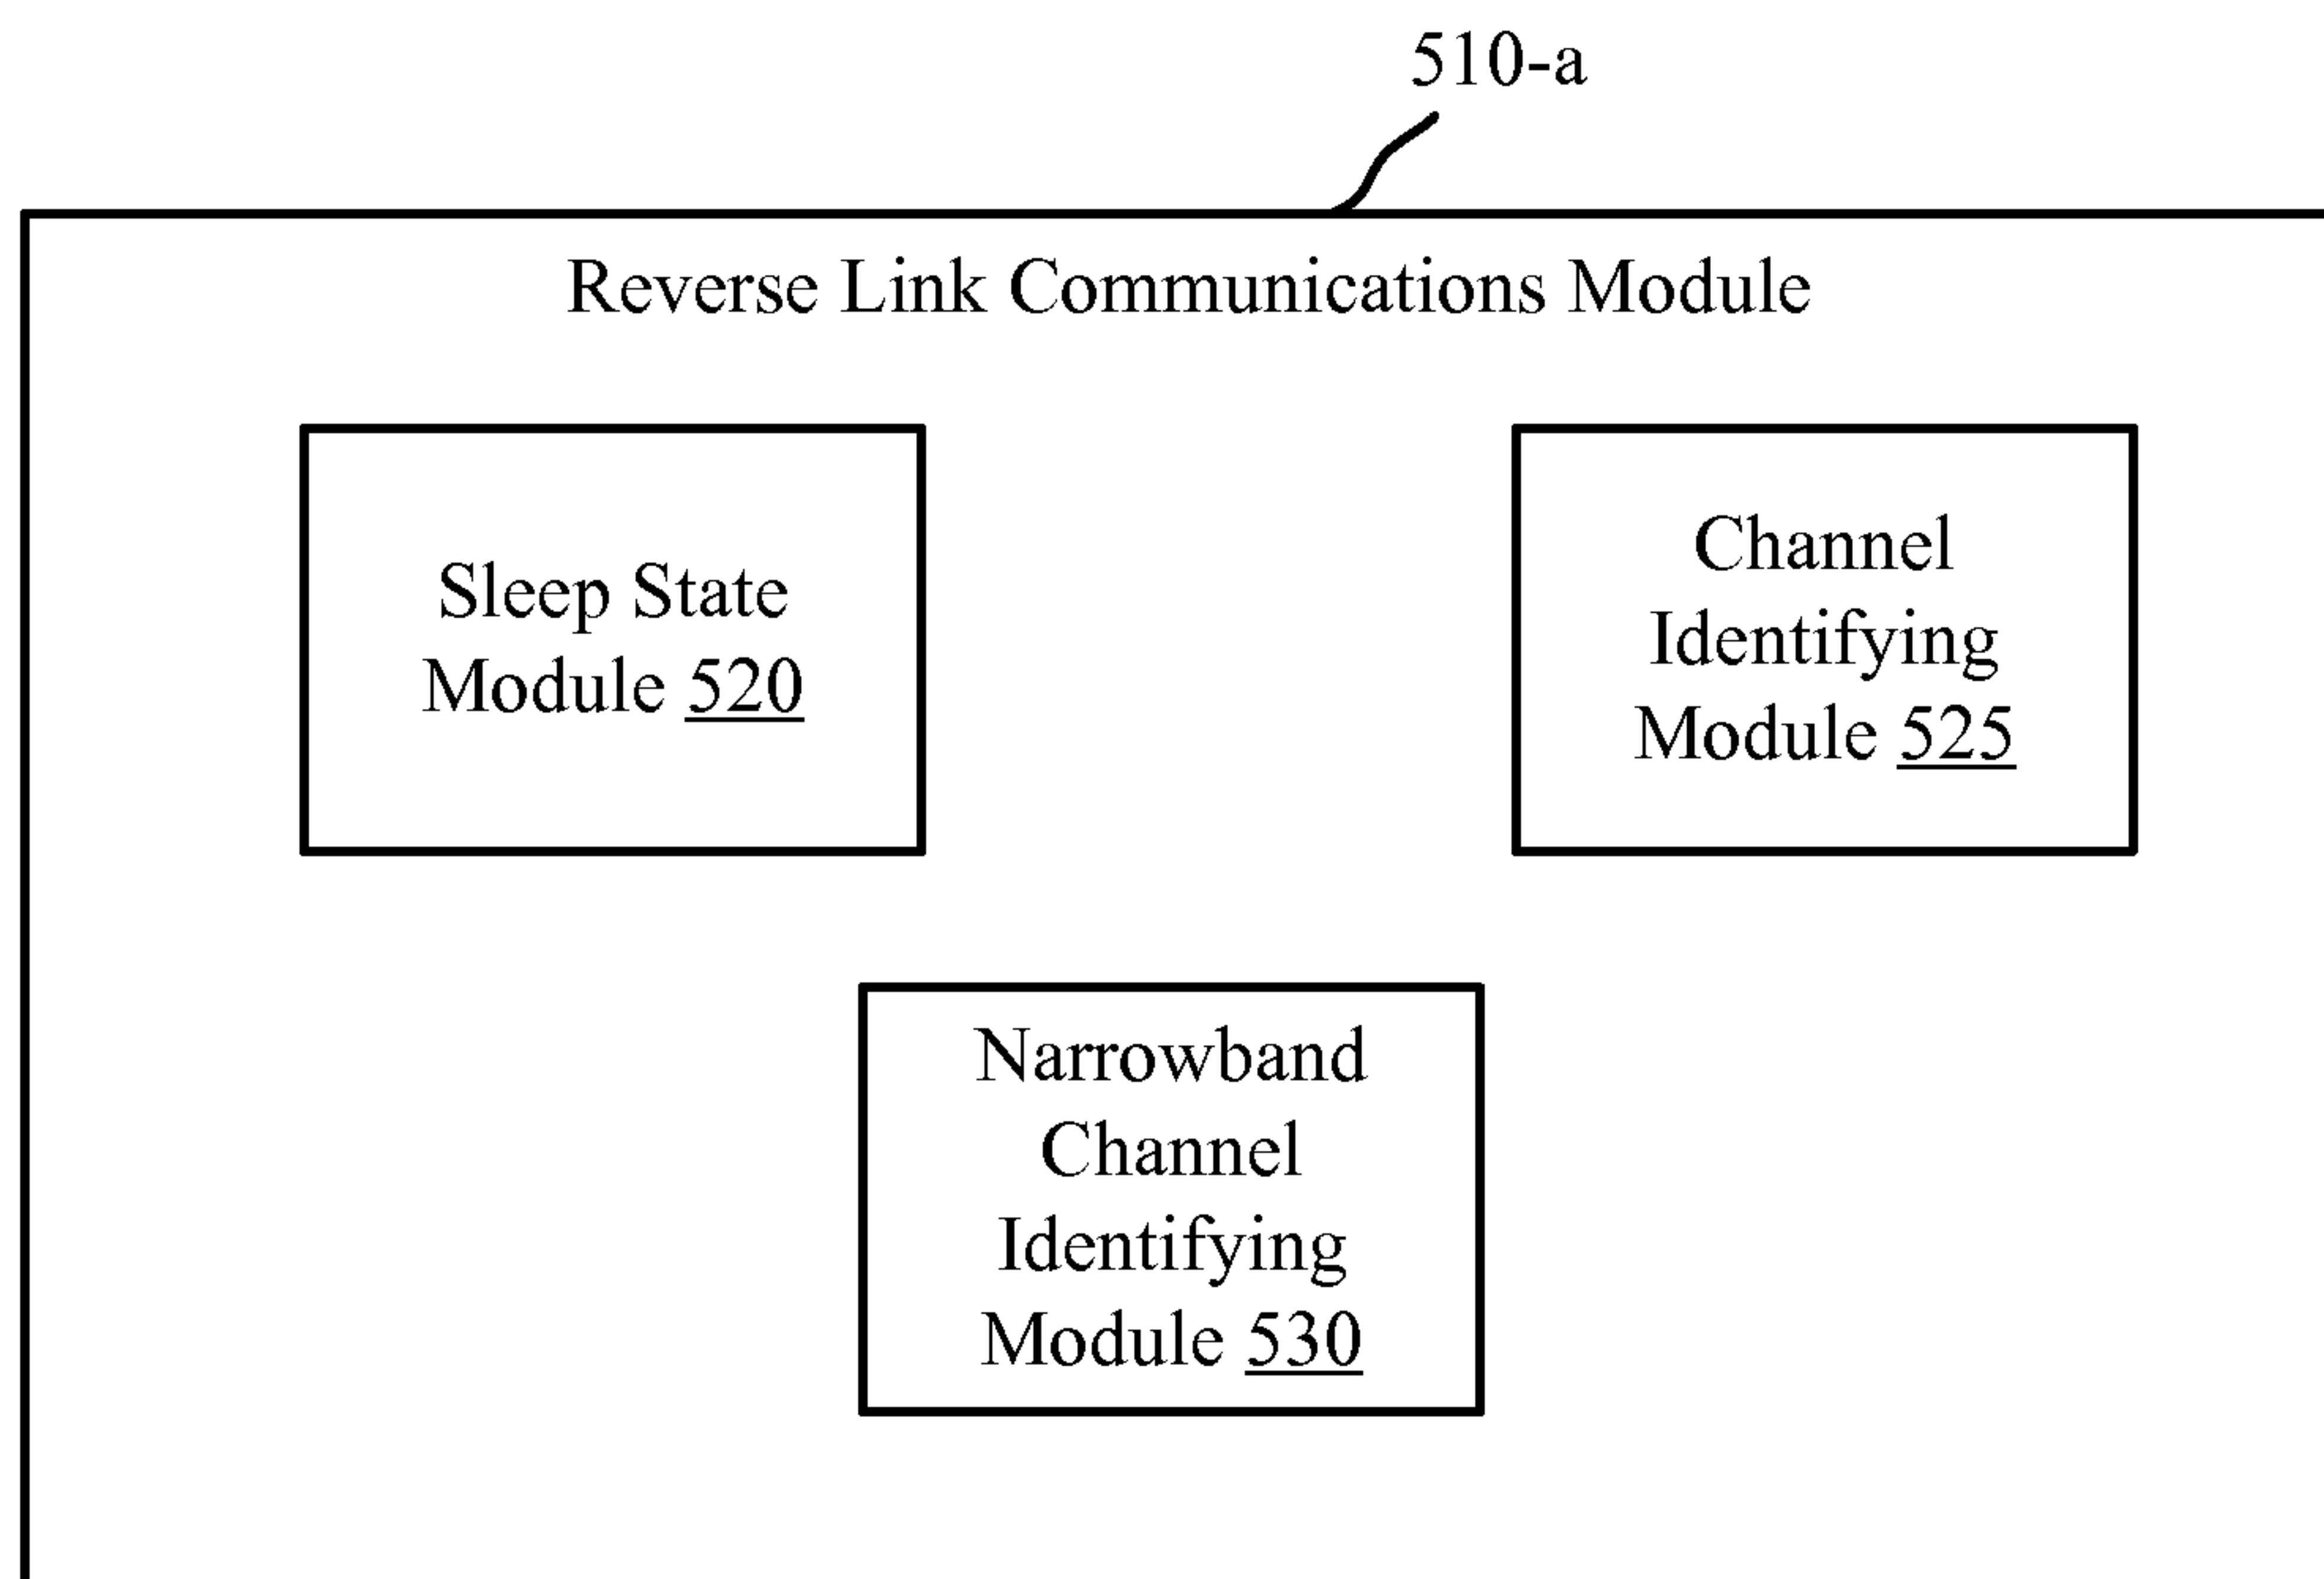 510-a
Reverse Link Communications Module
Sleep State
Module 520
Channel
Identifying
Module 525
Narrowband
Channel
Identifying
Module 530